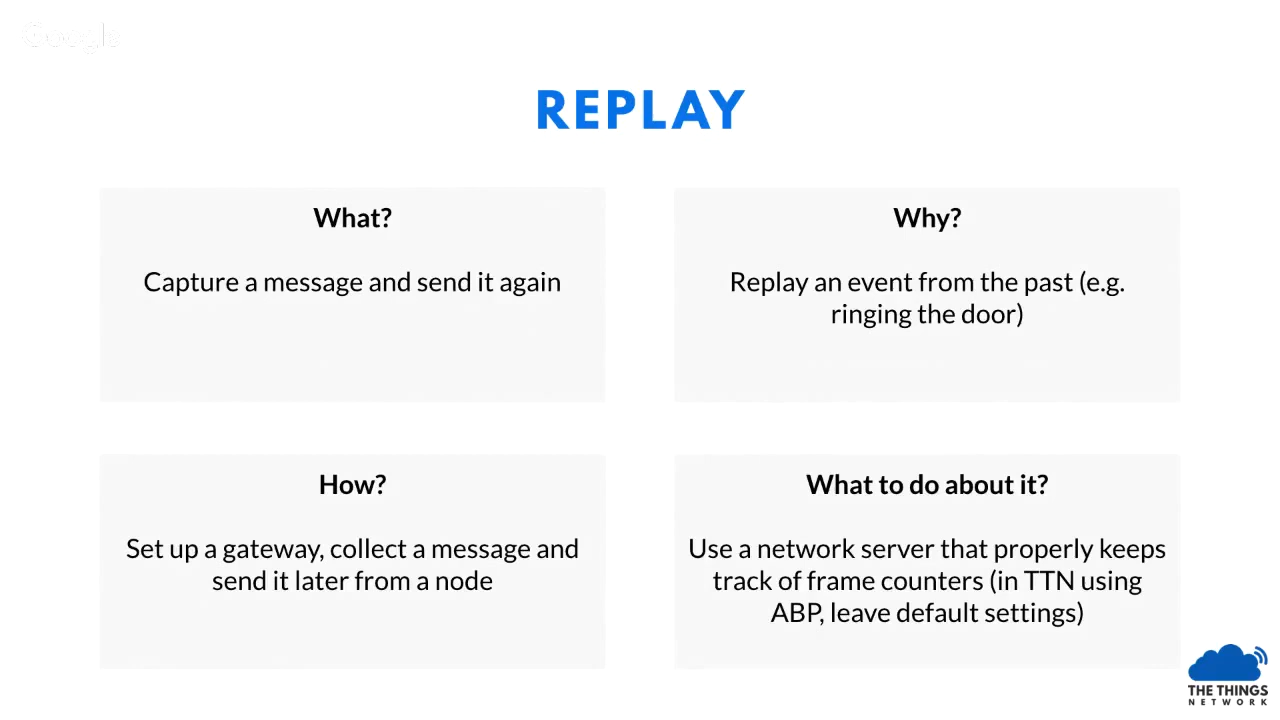 Google
REPLAY
What?
Capture a message and send it again
Why?
Replay an event from the past (e.g.
ringing the door)
How?
Set up a gateway, collect a message and
send it later from a node
What to do about it?
Use a network server that properly keeps
track of frame counters (in TTN using
ABP, leave default settings)
THE THINGS
NETWORK